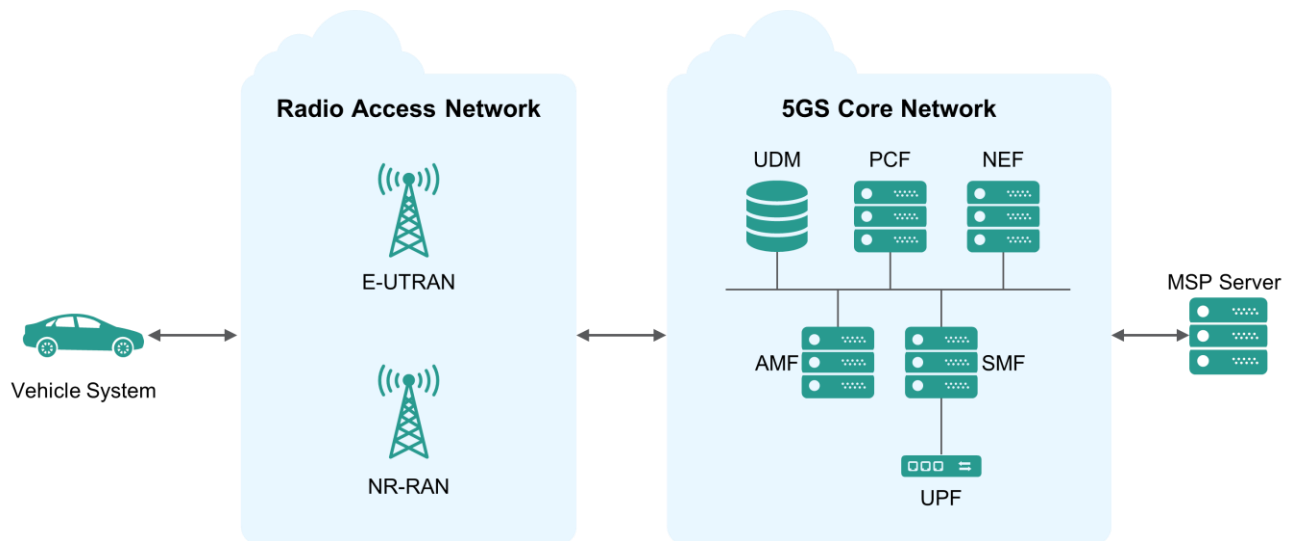 Radio Access Network
5GS Core Network
UDM
PCF
NEF
E-UTRAN
MSP Server
AMF
SMF
Vehicle System
NR-RAN
UPF